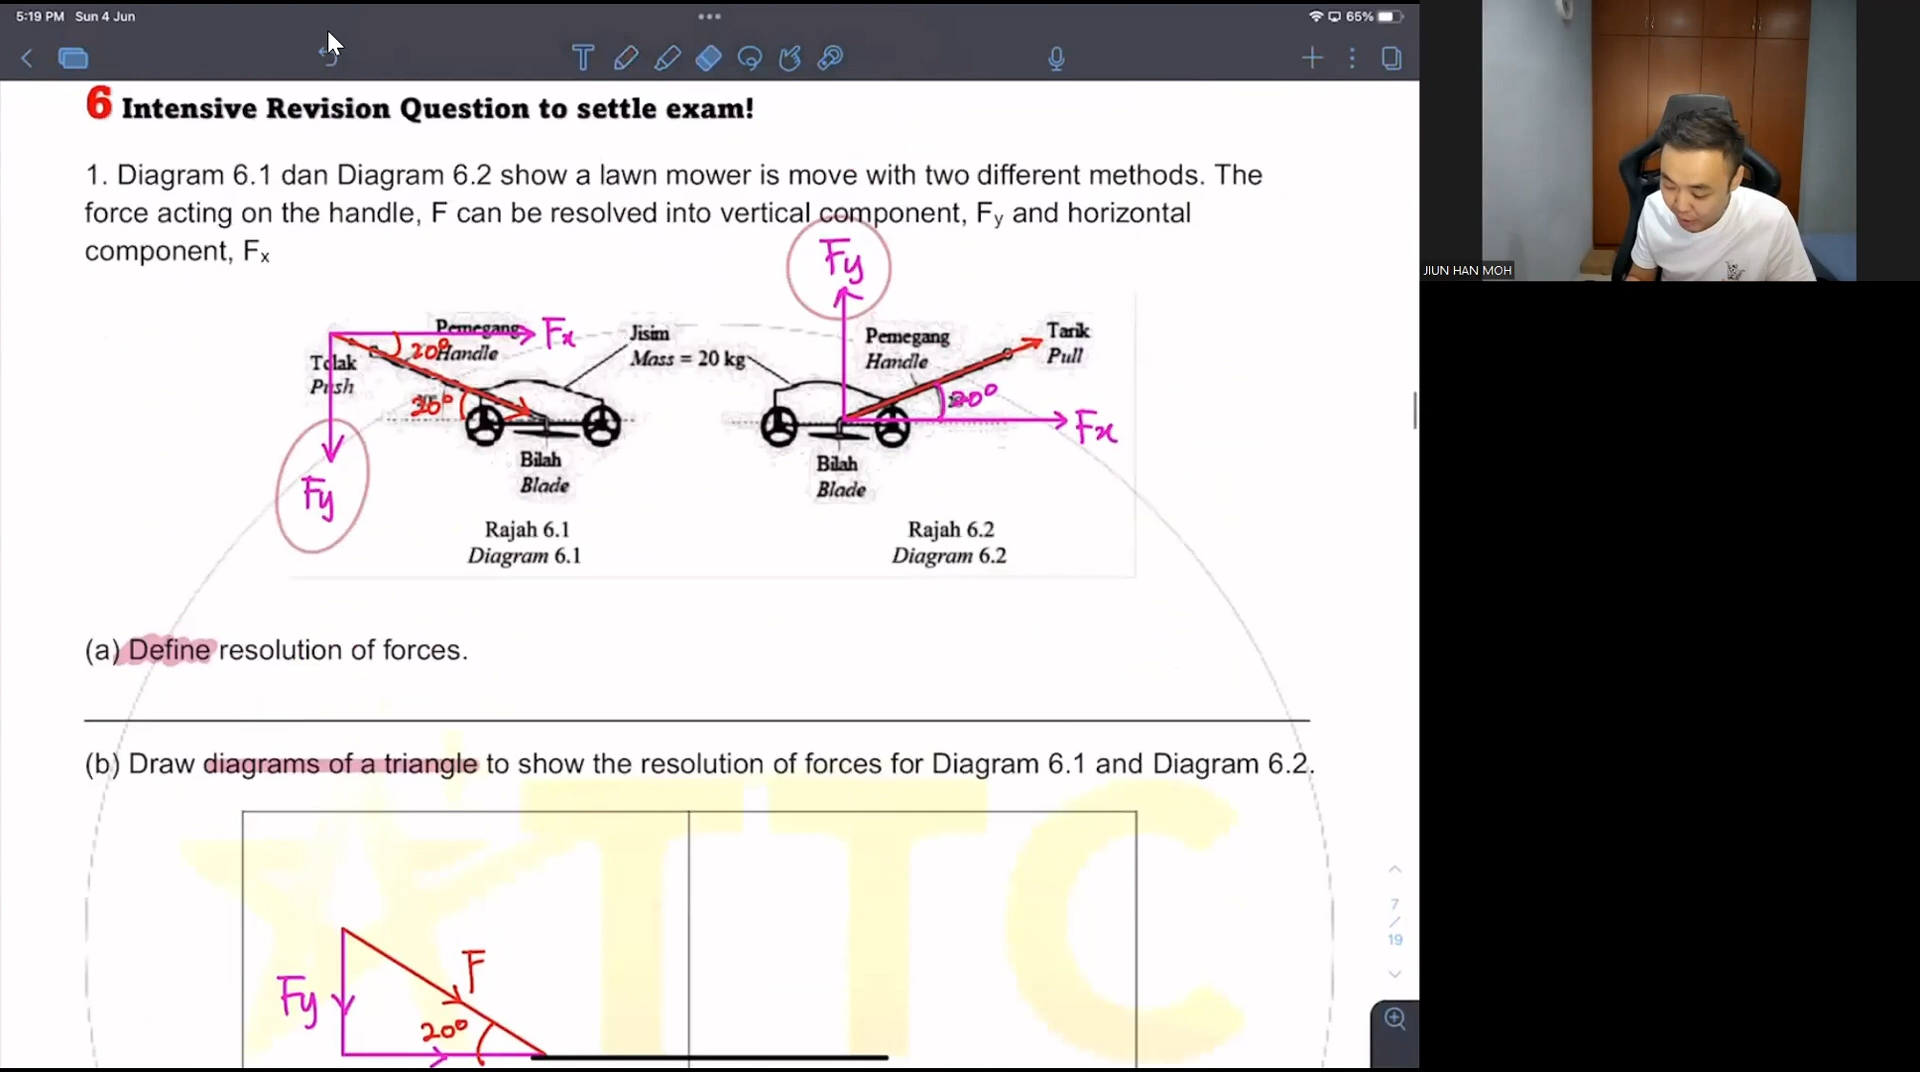 5:19 PM Sun 4 Jun
65%
6 Intensive Revision Question to settle exam!
1. Diagram 6.1 dan Diagram 6.2 show a lawn mower is move with two different methods. The
force acting on the handle, F can be resolved into vertical component, Fy and horizontal
component, Fx
Fy
Pemegang
Handle
Fx
20°
Tolak
Push
20°
Fy
Jisim
Mass = 20 kg
Pemegang
Handle
Tarik
Pull
20°
Fx
Bilah
Blade
Bilah
Blade
Rajah 6.1
Diagram 6.1
Rajah 6.2
Diagram 6.2
(a) Define resolution of forces.
(b) Draw diagrams of a triangle to show the resolution of forces for Diagram 6.1 and Diagram 6.2.
TTC
F
Fy
20°
7
/
19
JIUN HAN MOH